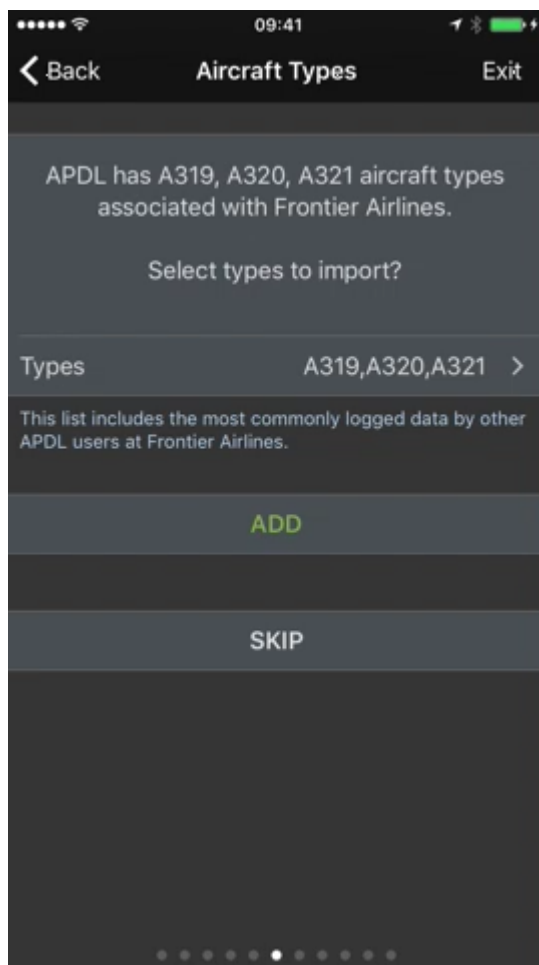 09:41
Back Aircraft Types Exit
APDL has A319, A320, A321 aircraft types
associated with Frontier Airlines.
Select types to import?
Types A319,A320,A321
This list includes the most commonly logged data by other
APDL users at Frontier Airlines.
ADD
SKIP